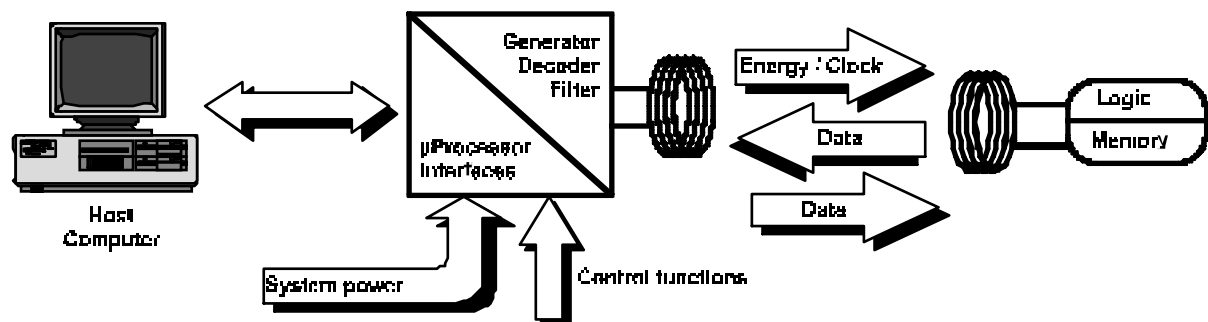 Generator
Decoder
Filter
µProcessor
Interfaces
Host
Computer
System power
Control functions
Energy / Clock
Data
Data
Logic
Memory